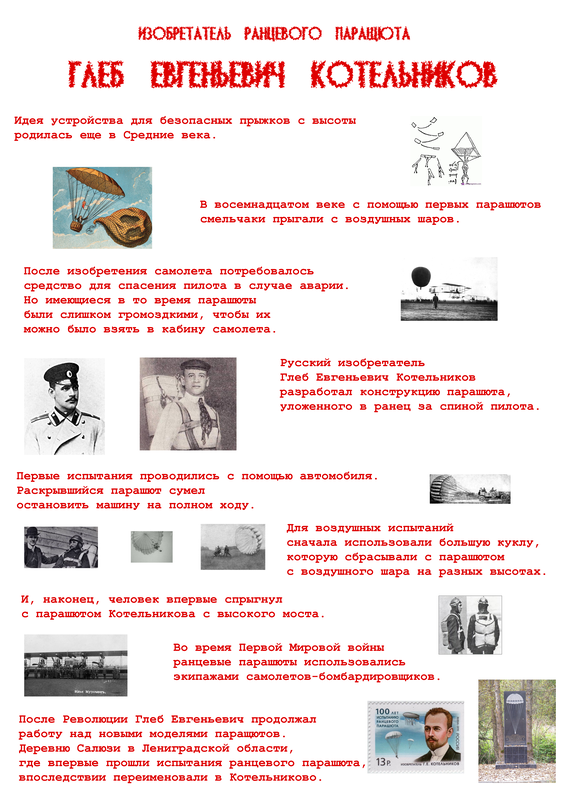 ИЗОБРЕТАТЕЛЬ РАНЦЕВОГО ПАРАШЮТА
ГЛЕБ ЕВГЕНЬЕВИЧ КОТЕЛЬНИКОВ
Идея устройства для безопасных прыжков с высоты
родилась еще в Средние века.
В восемнадцатом веке с помощью первых парашютов
смельчаки прыгали с воздушных шаров.
После изобретения самолета потребовалось
средство для спасения пилота в случае аварии.
Но имеющиеся в то время парашюты
были слишком громоздкими, чтобы их
можно было взять в кабину самолета.
Русский изобретатель
Глеб Евгеньевич Котельников
разработал конструкцию парашюта,
уложенного в ранец за спиной пилота.
Первые испытания проводились с помощью автомобиля.
Раскрывшийся парашют сумел
остановить машину на полном ходу.
Для воздушных испытаний
сначала использовали большую куклу,
которую сбрасывали с парашютом
с воздушного шара на разных высотах.
И, наконец, человек впервые спрыгнул
с парашютом Котельникова с высокого моста.
Во время Первой Мировой войны
ранцевые парашюты использовались
экипажами самолетов-бомбардировщиков.
После Революции Глеб Евгеньевич продолжал
работу над новыми моделями паращютов.
Деревню Салюзи в Лениградской области,
где впервые прошли испытания ранцевого парашюта,
впоследствии переименовали в Котельниково.
100 ЛЕТ
ИСПЫТАНИЮ
РАНЦЕВОГО
ПАРАШЮТА
13р.
Г.Е. КОТЕЛЬНИКОВ